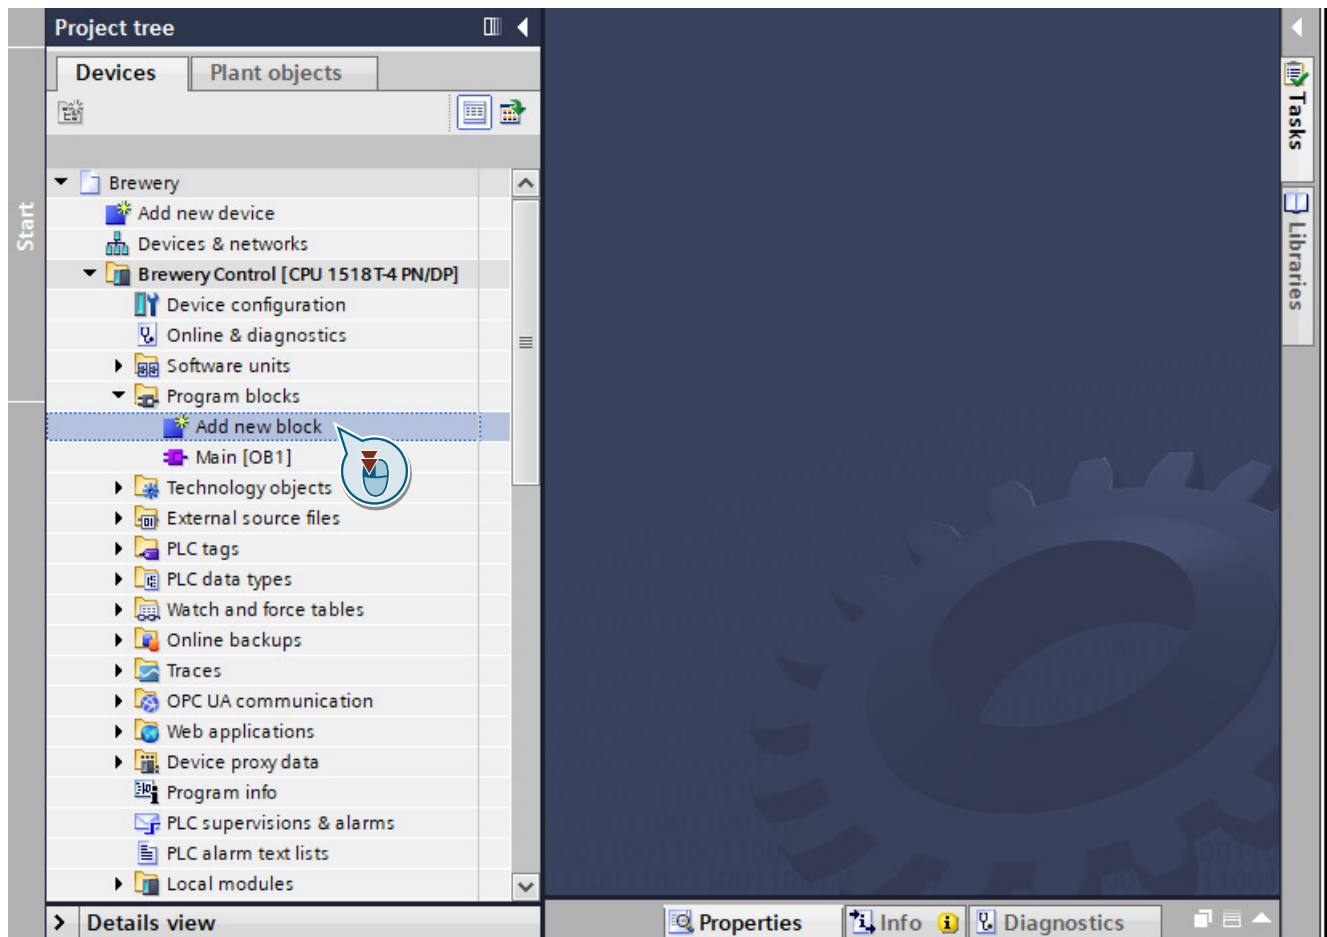 Project tree
Devices
Plant objects
Start
Brewery
Add new device
Devices & networks
Brewery Control [CPU 1518T-4 PN/DP]
Device configuration
Online & diagnostics
Software units
Program blocks
Add new block
Main [OB1]
Technology objects
External source files
PLC tags
PLC data types
Watch and force tables
Online backups
Traces
OPC UA communication
Web applications
Device proxy data
Program info
PLC supervisions & alarms
PLC alarm text lists
Local modules
Details view
Tasks
Libraries
Properties
Info
Diagnostics